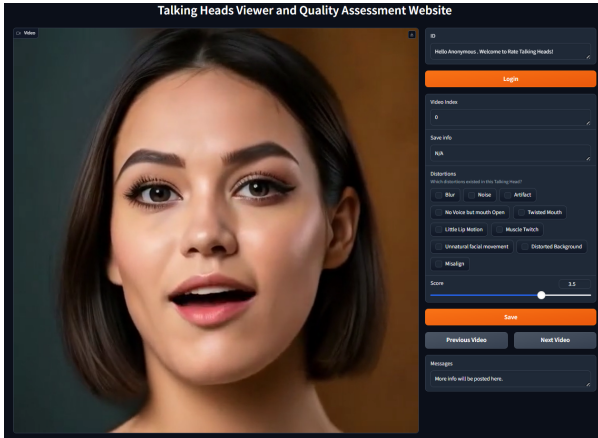 Talking Heads Viewer and Quality Assessment Website
Video
ID
Hello Anonymous . Welcome to Rate Talking Heads!
Login
Video Index
0
Save info
N/A
Distortions
Which distortions existed in this Talking Head?
Blur
Noise
Artifact
No Voice but mouth Open
Twisted Mouth
Little Lip Motion
Muscle Twitch
Unnatural facial movement
Distorted Background
Misalign
Score
3.5
Save
Previous Video
Next Video
Messages
More info will be posted here.